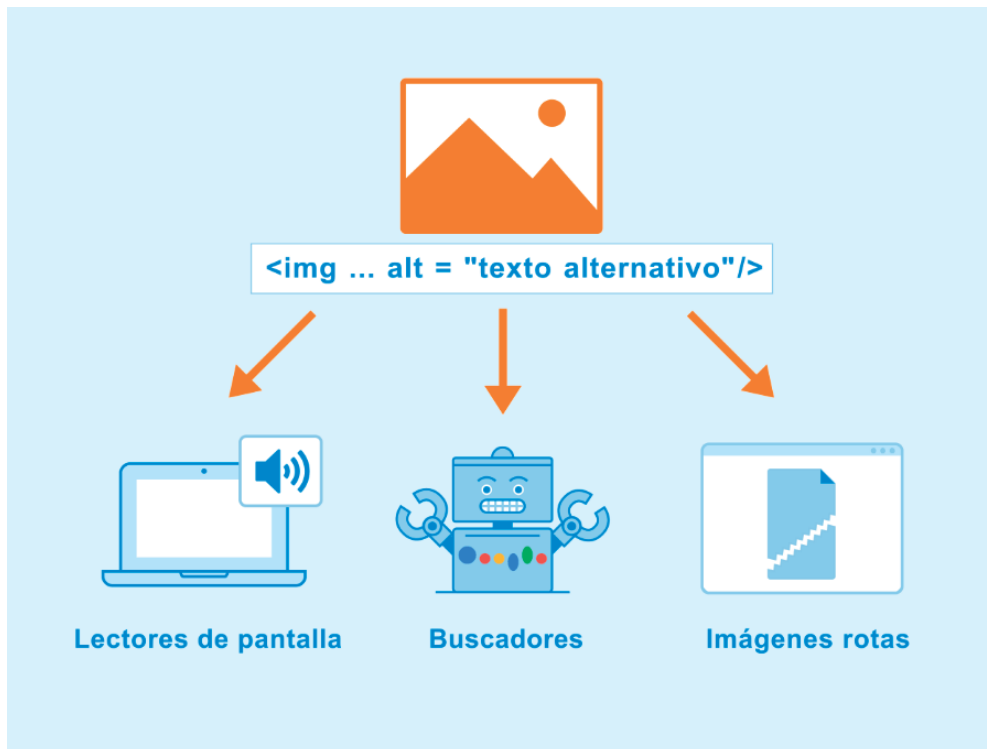 <img ... alt = "texto alternativo"/>
Lectores de pantalla
Buscadores
Imágenes rotas